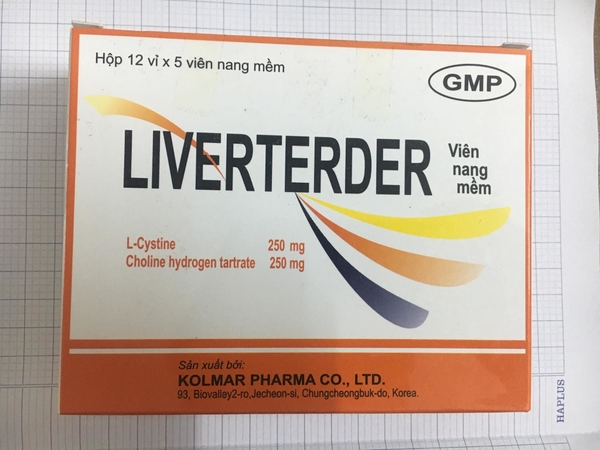 Hộp 12 vỉ x 5 viên nang mềm
GMP
LIVERTERDER
Viên
nang
mềm
L-Cystine 250 mg
Choline hydrogen tartrate 250 mg
Sản xuất bởi:
KOLMAR PHARMA CO., LTD.
93, Biovalley2-ro,Jecheon-si, Chungcheongbuk-do, Korea.
HAPLUS